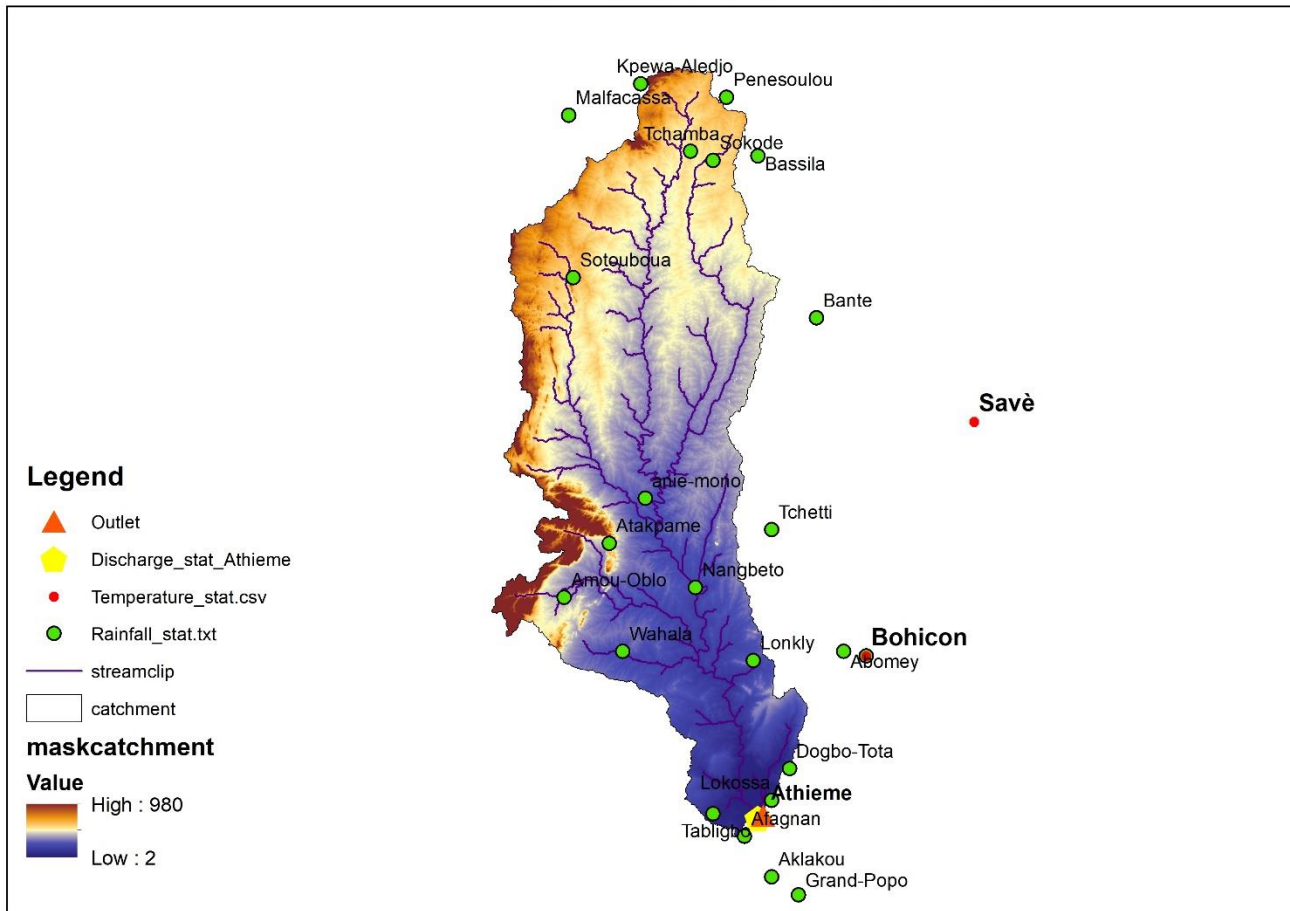 Kpewa-Aledjo
Penesoulou
Malfacassa
Tchamba
Sokode
Bassila
Sotouboua
Bante
Savè
anie-mono
Tchetti
Atakpame
Nangbeto
Amou-Oblo
Wahala
Lonkly
Bohicon
Abomey
Dogbo-Tota
Lokossa
Athieme
Afagnan
Tabligbo
Aklakou
Grand-Popo
Legend
Outlet
Discharge_stat_Athieme
Temperature_stat.csv
Rainfall_stat.txt
streamclip
catchment
maskcatchment
Value
High : 980
Low : 2